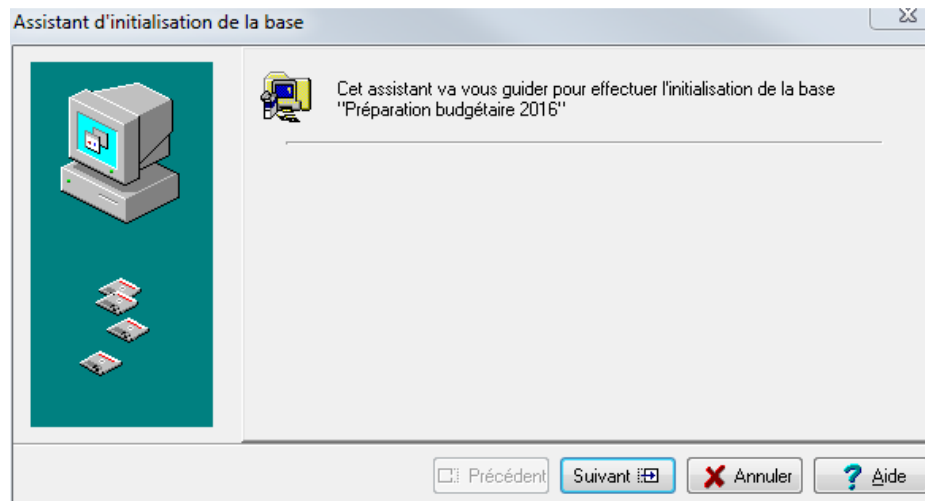 Assistant d'initialisation de la base
Cet assistant va vous guider pour effectuer l'initialisation de la base
"Préparation budgétaire 2016"
Précédent Suivant Annuler Aide